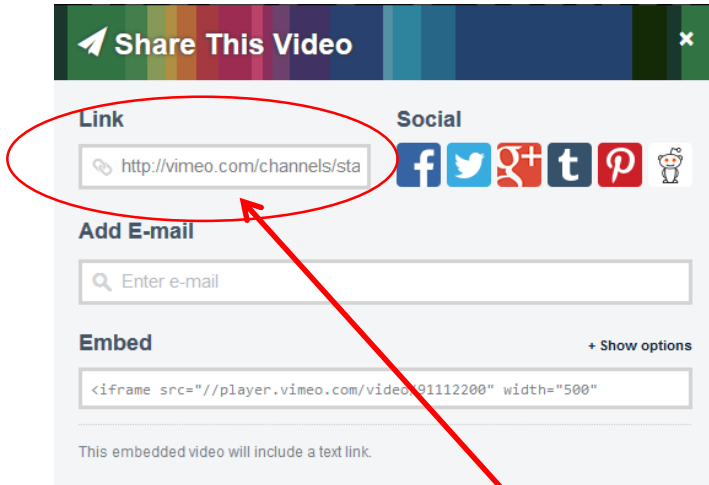 Share This Video ×
Link
Social
http://vimeo.com/channels/sta
f g+ t p
Add E-mail
Enter e-mail
Embed
+ Show options
<iframe src="//player.vimeo.com/video/91112200" width="500"
This embedded video will include a text link.